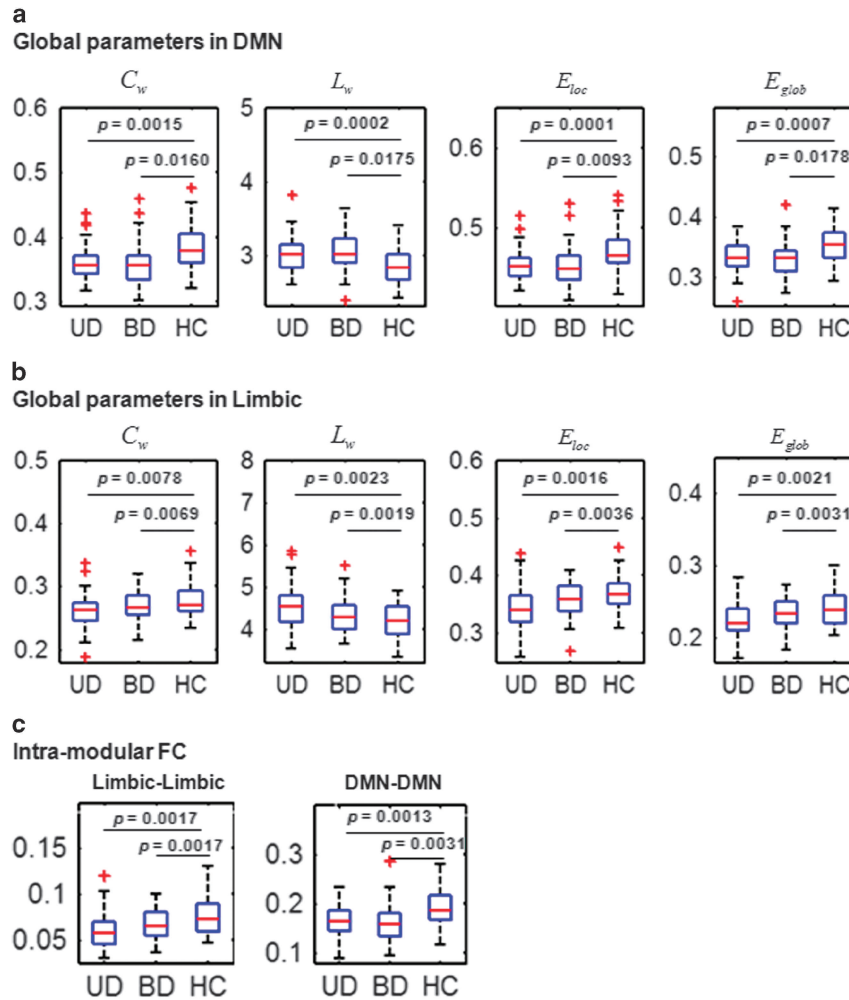 a
Global parameters in DMN
C_w L_w E_loc E_glob
0.6 5 0.6 0.5
p = 0.0015 p = 0.0002 p = 0.0001 p = 0.0007
p = 0.0160 p = 0.0175 p = 0.0093 p = 0.0178
0.5 0.5 0.4
0.4 3 0.3
0.3
UD BD HC UD BD HC UD BD HC UD BD HC
b
Global parameters in Limbic
C_w L_w E_loc E_glob
0.5 8 0.6 0.4
p = 0.0078 p = 0.0023 p = 0.0016 p = 0.0021
p = 0.0069 p = 0.0019 p = 0.0036 p = 0.0031
0.4 7 0.5 0.3
0.3 6 0.4 0.2
0.2 5 0.3
4
UD BD HC UD BD HC UD BD HC UD BD HC
c
Intra-modular FC
Limbic-Limbic DMN-DMN
p = 0.0017 p = 0.0013
p = 0.0017 p = 0.0031
0.15 0.3
0.1 0.2
0.05 0.1
UD BD HC UD BD HC